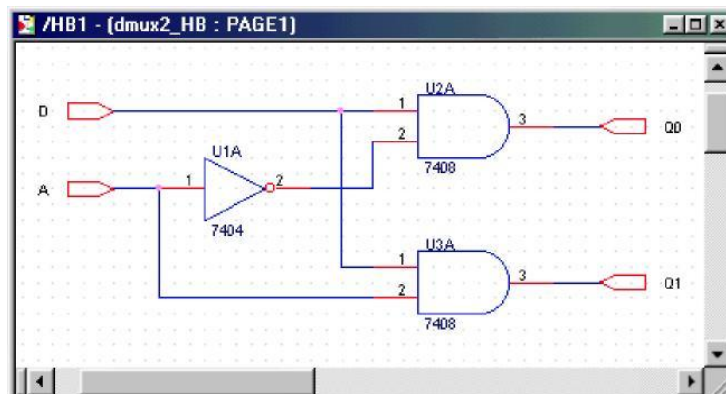 /HB1 - (dmux2_HB : PAGE1)
U2A
D
1
3
Q0
2
U1A
7408
A
1
2
7404
U3A
1
3
Q1
2
7408